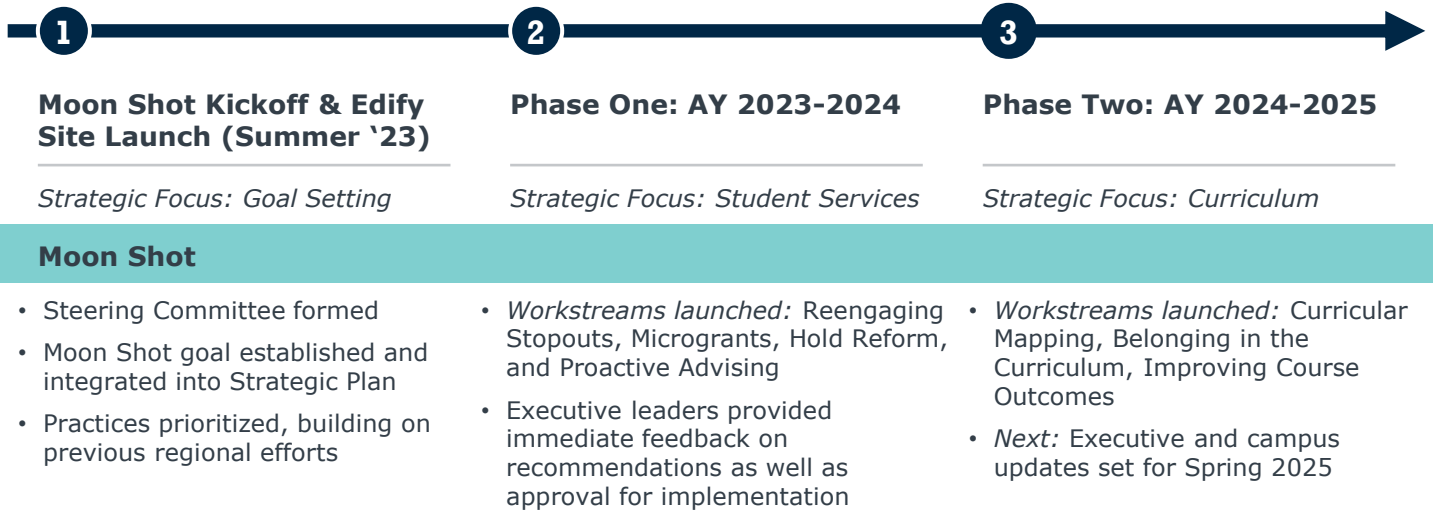 1
2
3
Moon Shot Kickoff & Edify
Site Launch (Summer ‘23)
Strategic Focus: Goal Setting
Phase One: AY 2023-2024
Strategic Focus: Student Services
Phase Two: AY 2024-2025
Strategic Focus: Curriculum
Moon Shot
• Steering Committee formed
• Moon Shot goal established and
integrated into Strategic Plan
• Practices prioritized, building on
previous regional efforts
• Workstreams launched: Reengaging
Stopouts, Microgrants, Hold Reform,
and Proactive Advising
• Executive leaders provided
immediate feedback on
recommendations as well as
approval for implementation
• Workstreams launched: Curricular
Mapping, Belonging in the
Curriculum, Improving Course
Outcomes
• Next: Executive and campus
updates set for Spring 2025